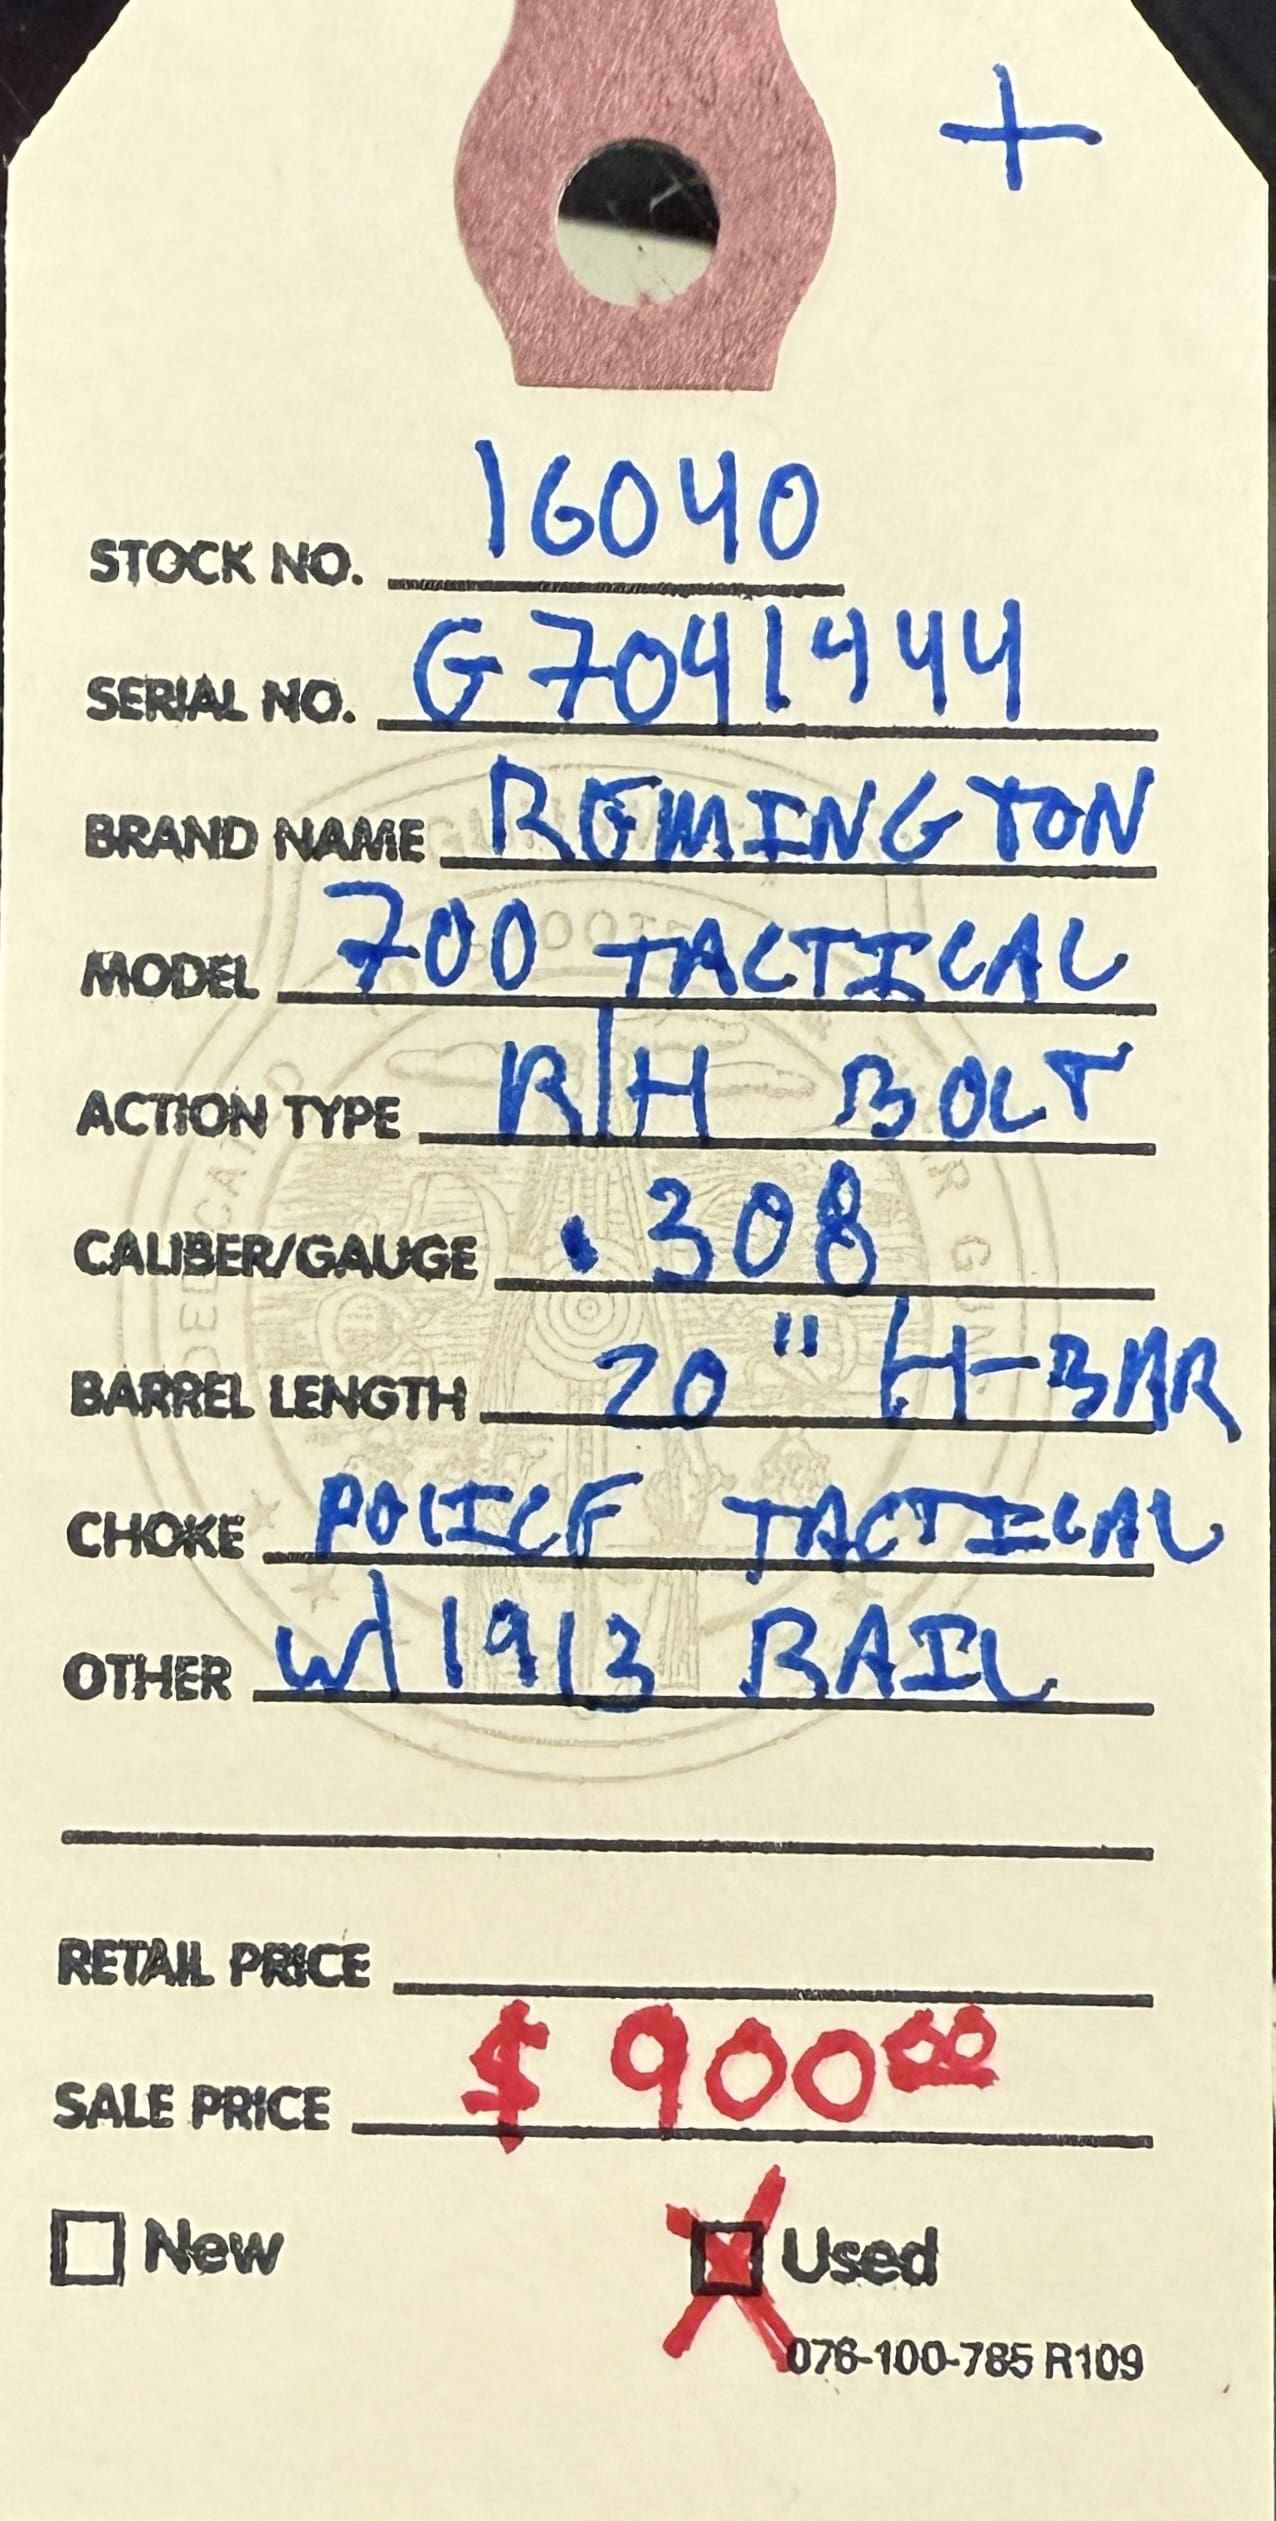 +
STOCK NO. 16040
SERIAL NO. G7041944
BRAND NAME REMINGTON
MODEL 700 TACTICAL
ACTION TYPE R/H BOLT
CALIBER/GAUGE .308
BARREL LENGTH 20" H-BAR
CHOKE POLICE TACTICAL
OTHER W/1913 RAIL
RETAIL PRICE
SALE PRICE $900.00
New X Used
076-100-785 R109